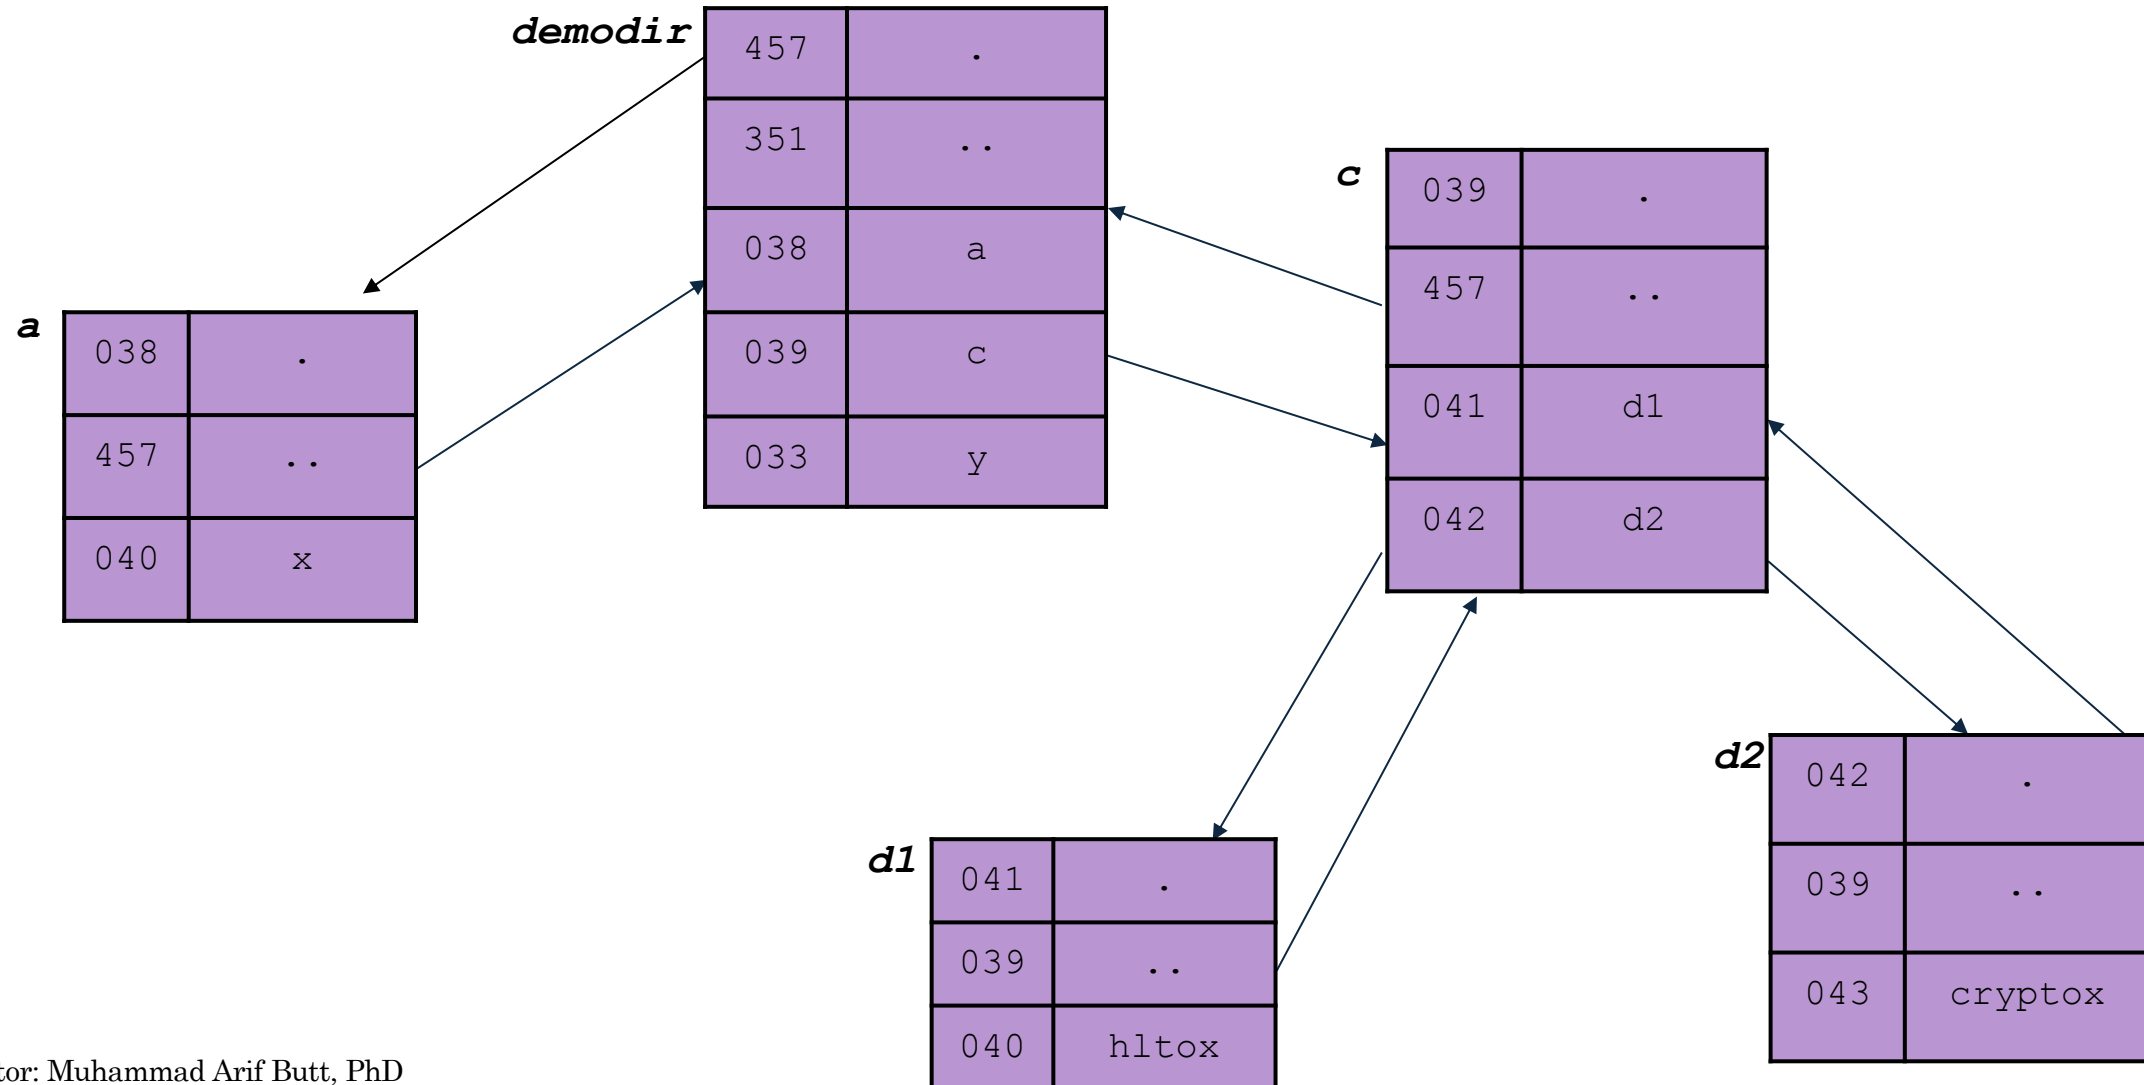 demodir
457 .
351 ..
038 a
039 c
033 y
c
039 .
457 ..
041 d1
042 d2
a
038 .
457 ..
040 x
d2
042 .
039 ..
043 cryptox
d1
041 .
039 ..
040 hltox
tor: Muhammad Arif Butt, PhD